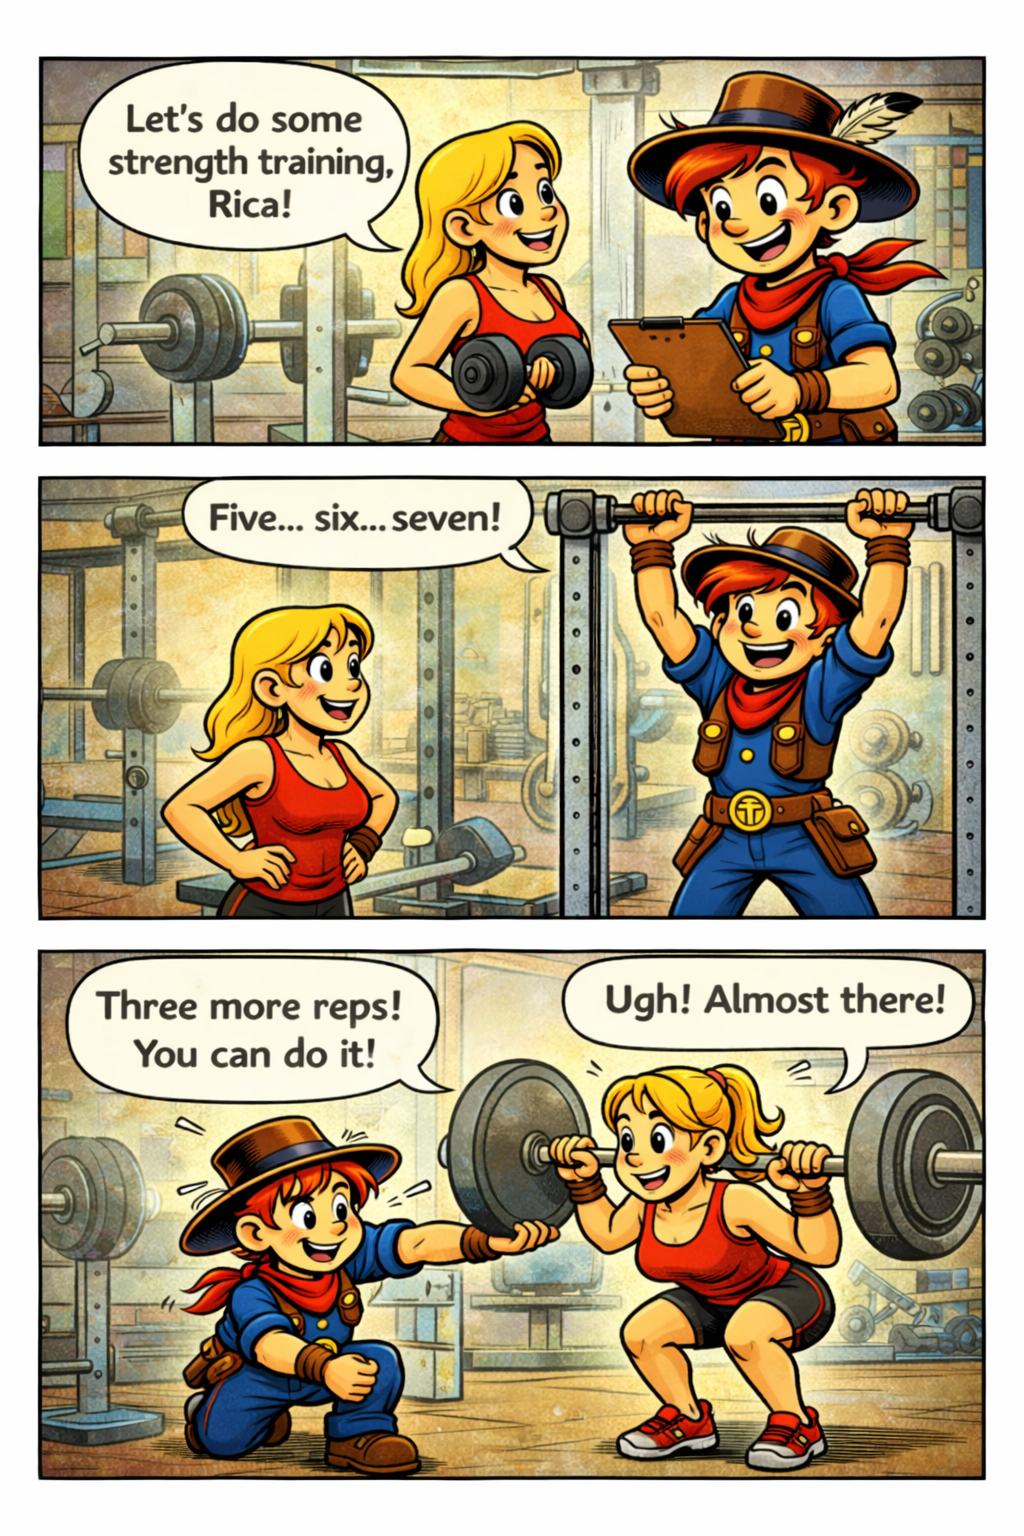 Let's do some
strength training,
Rica!
Five... six... seven!
Three more reps!
You can do it!
Ugh! Almost there!